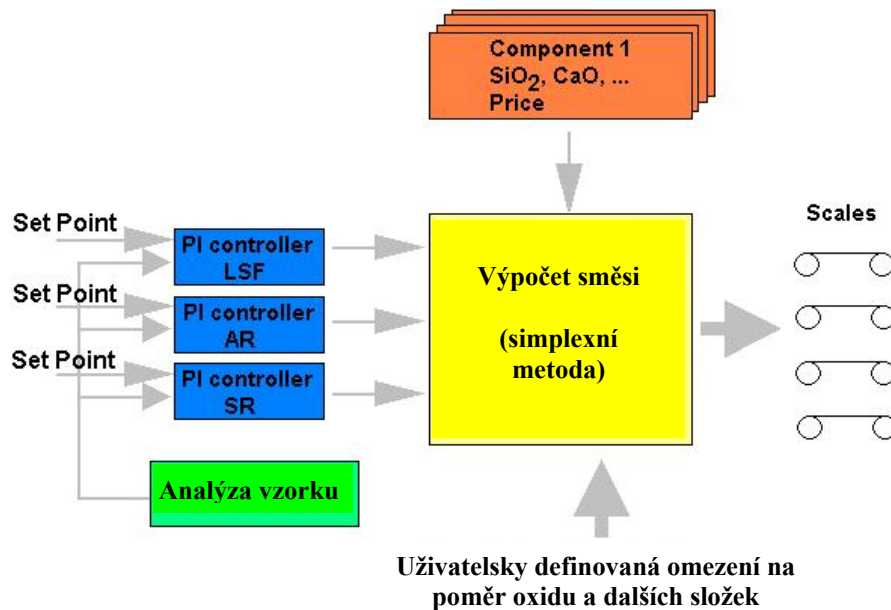 Component 1
SiO2, CaO, ...
Price
Set Point
PI controller
LSF
Set Point
PI controller
AR
Set Point
PI controller
SR
Výpočet směsi
(simplexní
metoda)
Scales
Analýza vzorku
Uživatelsky definovaná omezení na
poměr oxidu a dalších složek